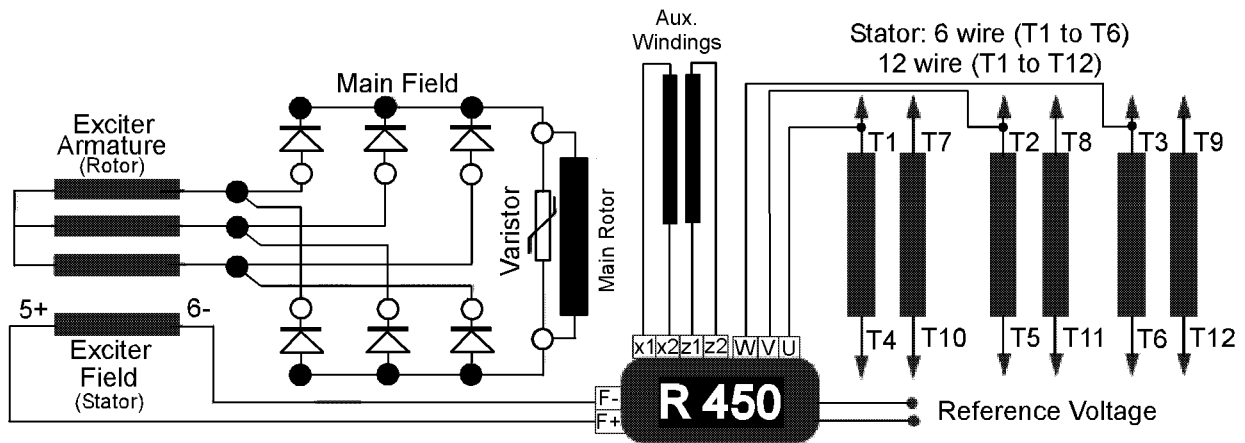 Aux.
Windings
Stator: 6 wire (T1 to T6)
12 wire (T1 to T12)
Main Field
Exciter
Armature
(Rotor)
T1 T7 T2 T8 T3 T9
Varistor
Main Rotor
5+ 6-
T4 T10 T5 T11 T6 T12
Exciter
Field
(Stator)
x1 x2 z1 z2 W V U
F-
F+
R 450
Reference Voltage